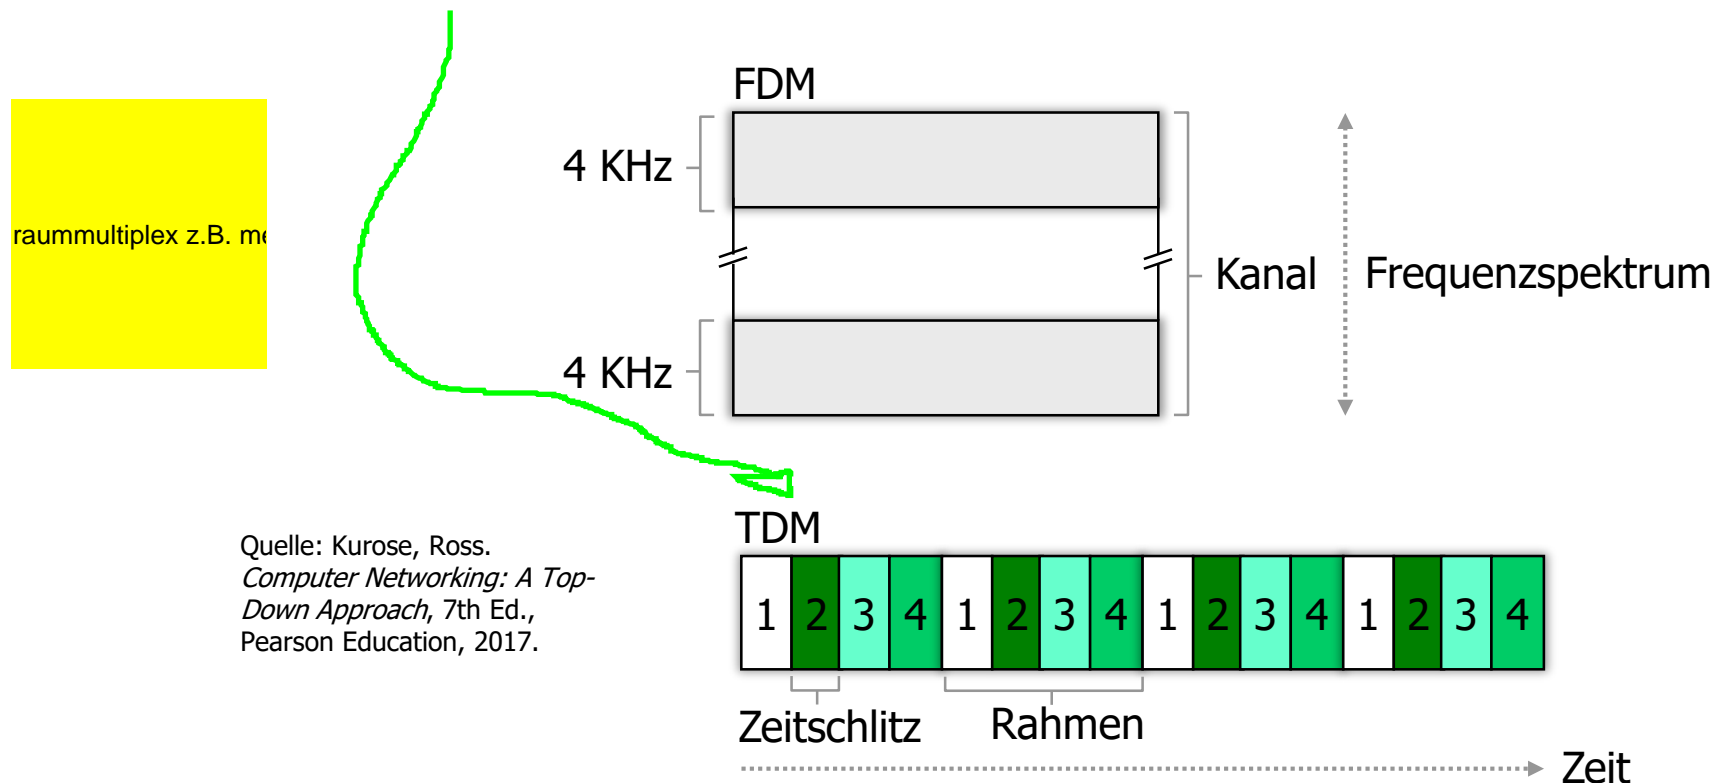 FDM
4 KHz
raummultiplex z.B.
Kanal
Frequenzspektrum
4 KHz
TDM
Quelle: Kurose, Ross.
Computer Networking: A Top-
Down Approach, 7th Ed.,
Pearson Education, 2017.
1 2 3 4 1 2 3 4 1 2 3 4 1 2 3 4
Zeitschlitz
Rahmen
Zeit